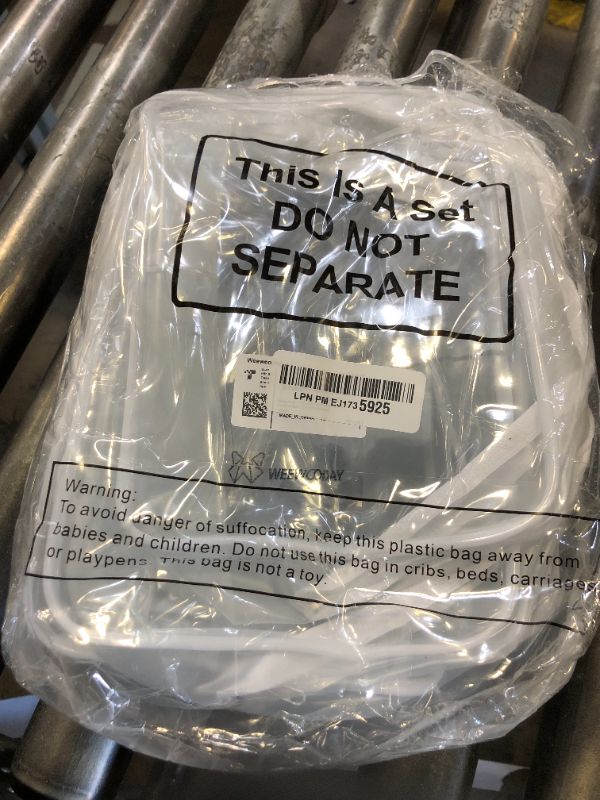 This Is A Set
DO NOT
SEPARATE
LPN PM EJ1735925
WEEWOODAY
Warning:
To avoid danger of suffocation, keep this plastic bag away from
babies and children. Do not use this bag in cribs, beds, carriages
or playpens. This bag is not a toy.